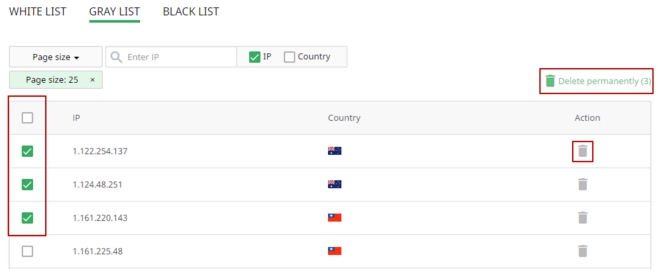 WHITE LIST GRAY LIST BLACK LIST
Page size Enter IP IP Country
Page size: 25 × Delete permanently (3)
IP Country Action
1.122.254.137
1.124.48.251
1.161.220.143
1.161.225.48